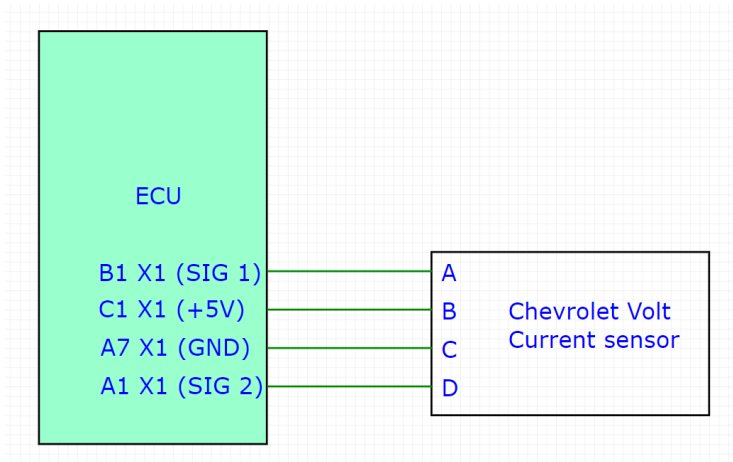 ECU
B1 X1 (SIG 1)
C1 X1 (+5V)
A7 X1 (GND)
A1 X1 (SIG 2)
A
B
C
D
Chevrolet Volt
Current sensor